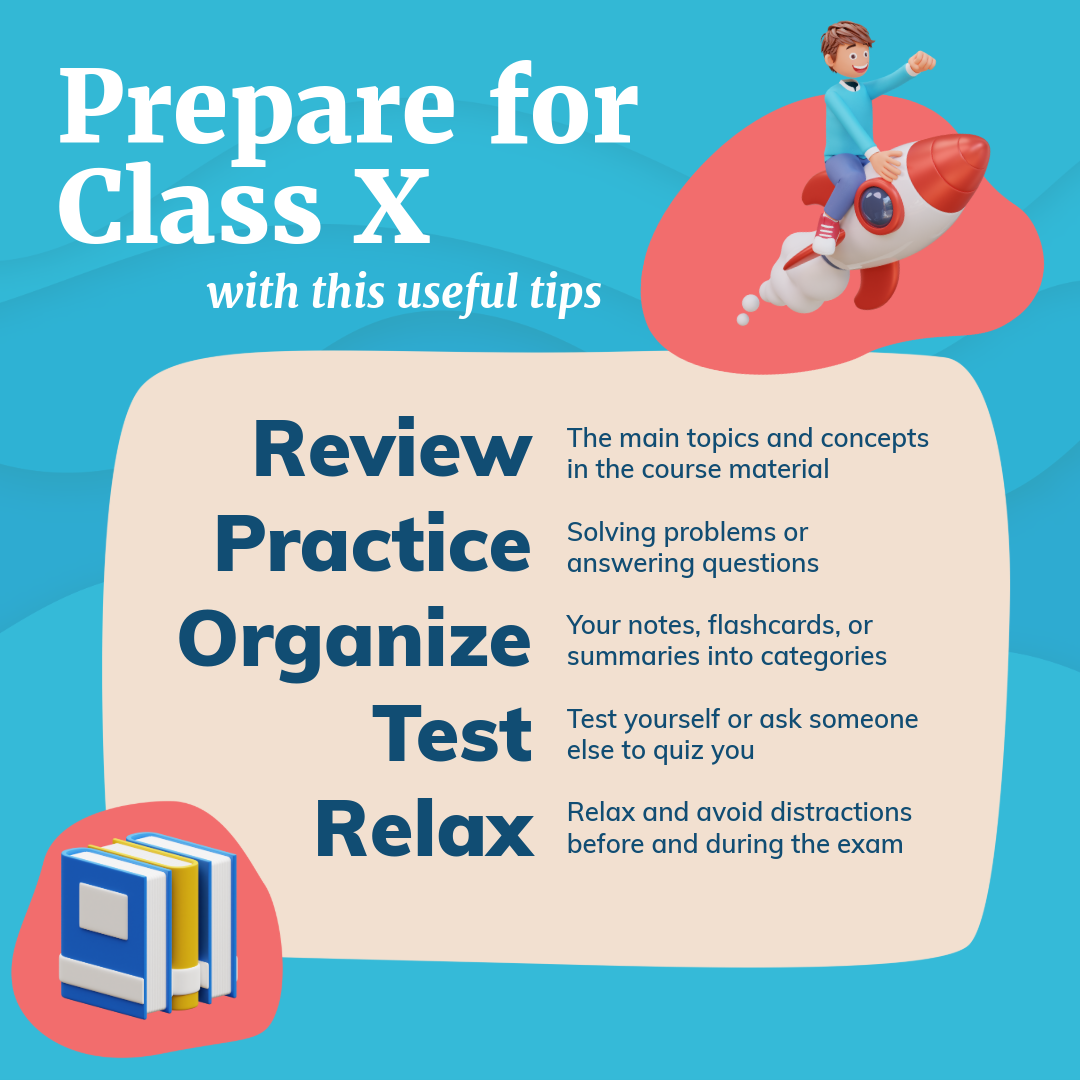 Prepare for
Class X
with this useful tips
Review
The main topics and concepts
in the course material
Practice
Solving problems or
answering questions
Organize
Your notes, flashcards, or
summaries into categories
Test
Test yourself or ask someone
else to quiz you
Relax
Relax and avoid distractions
before and during the exam